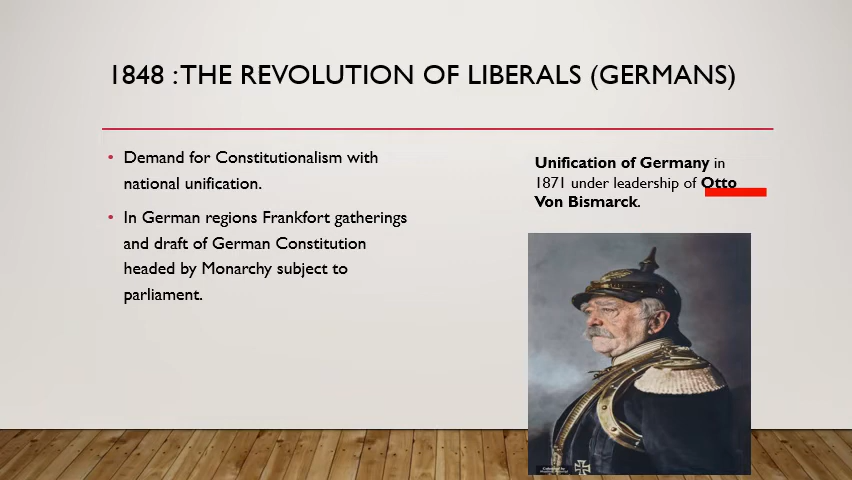 1848 : THE REVOLUTION OF LIBERALS (GERMANS)
• Demand for Constitutionalism with
national unification.
• In German regions Frankfort gatherings
and draft of German Constitution
headed by Monarchy subject to
parliament.
Unification of Germany in
1871 under leadership of Otto
Von Bismarck.